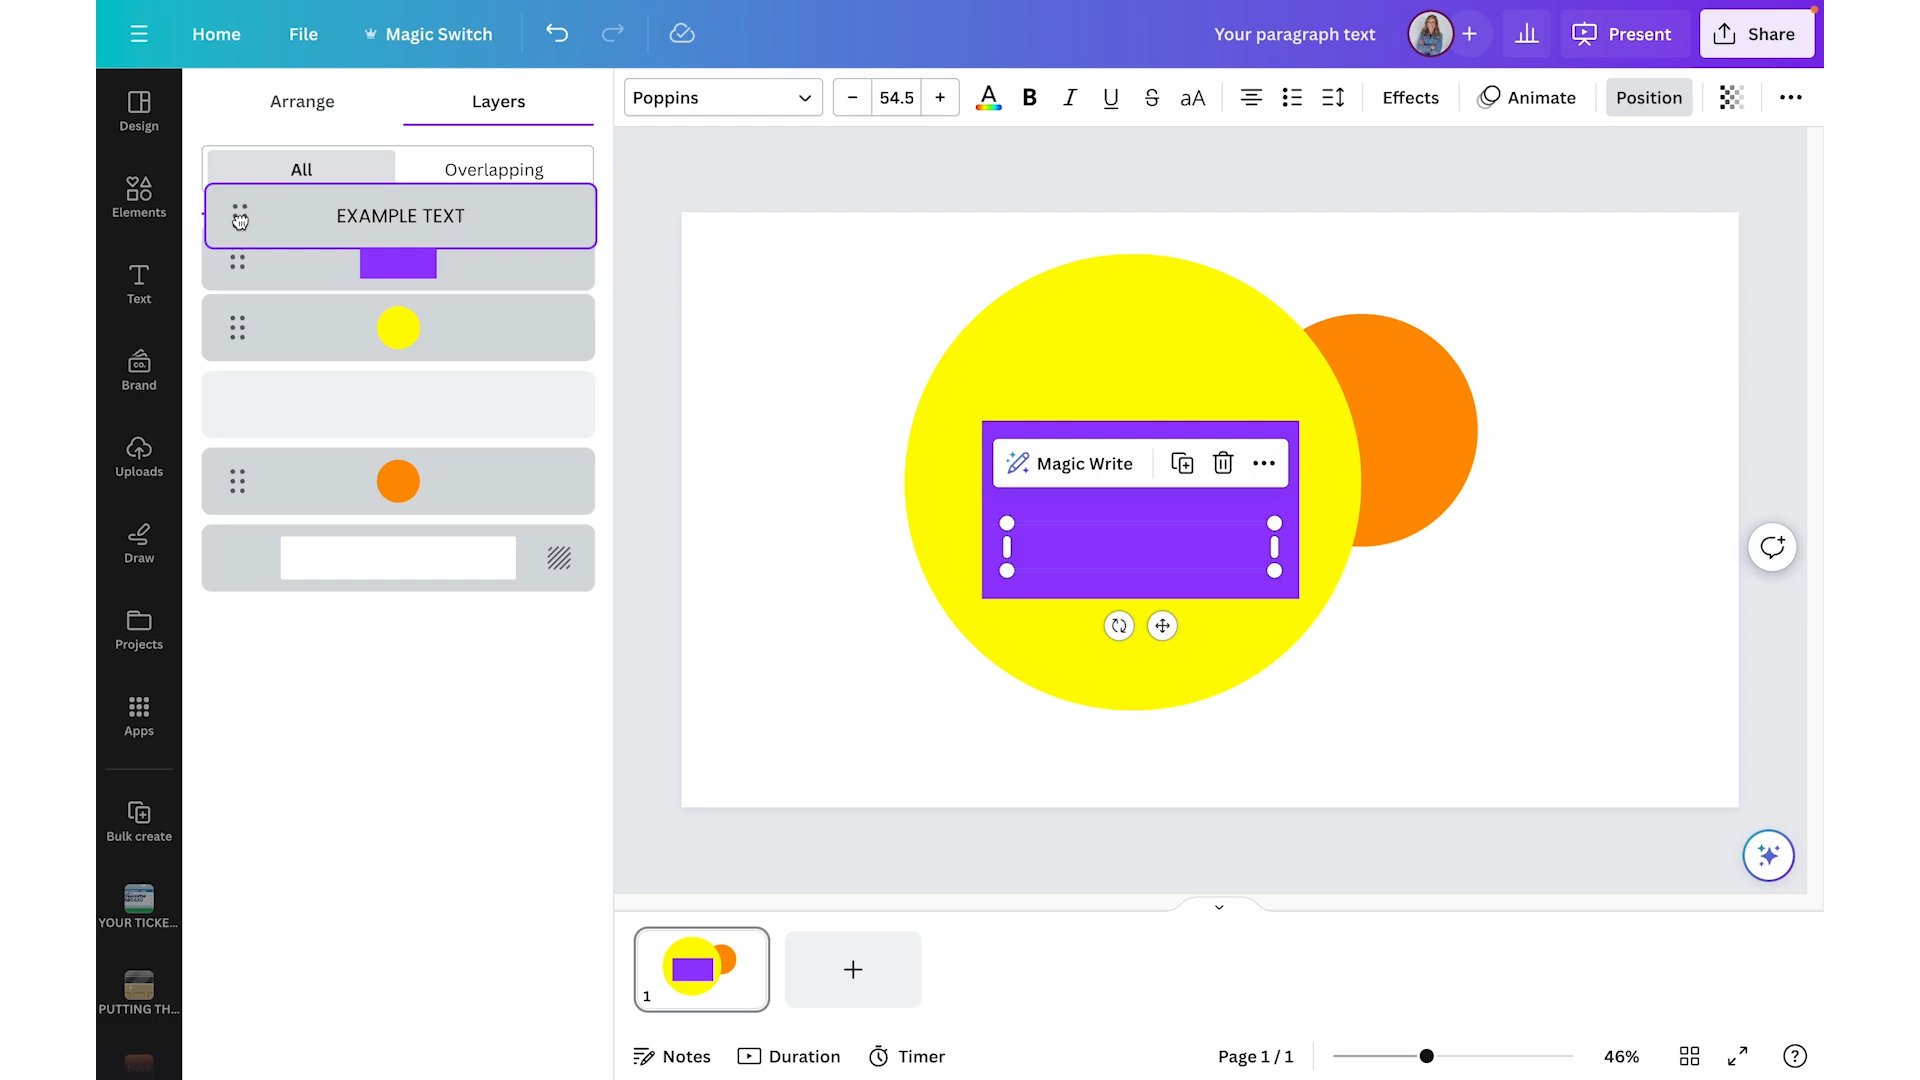 Home File Magic Switch Your paragraph text Present Share
Arrange Layers
Poppins 54.5 A B I U S aA Effects Animate Position
Design
All Overlapping
Elements
EXAMPLE TEXT
Text
CO.
Brand
Uploads
Magic Write
Draw
Projects
Apps
Bulk create
YOUR TICKE...
PUTTING TH...
1
Notes Duration Timer Page 1 / 1 46%